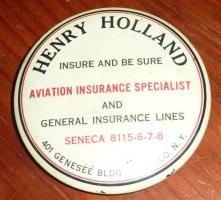 HENRY HOLLAND
INSURE AND BE SURE
AVIATION INSURANCE SPECIALIST
AND
GENERAL INSURANCE LINES
SENECA 8115-6-7-8
401 GENESEE BLDG N.Y.